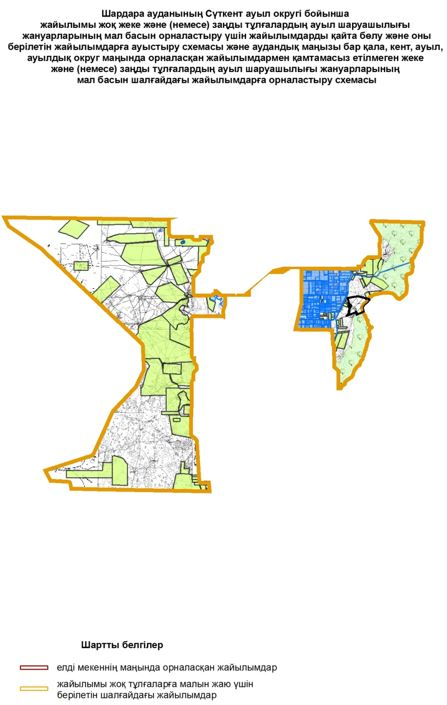 Шардара ауданының Сүткент ауыл округі бойынша
жайылымы жоқ жеке және (немесе) заңды тұлғалардың ауыл шаруашылығы
жануарларының мал басын орналастыру үшін жайылымдарды қайта бөлу және оны
берілетін жайылымдарға ауыстыру схемасы және аудандық маңызы бар қала, кент, ауыл,
ауылдық округ маңында орналасқан жайылымдармен қамтамасыз етілмеген жеке
және (немесе) заңды тұлғалардың ауыл шаруашылығы жануарларының
мал басын шалғайдағы жайылымдарға орналастыру схемасы
Шартты белгілер
елді мекеннің маңында орналасқан жайылымдар
жайылымы жоқ тұлғаларға малын жаю үшін
берілетін шалғайдағы жайылымдар